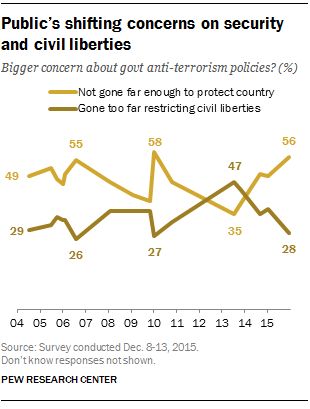 Public's shifting concerns on security
and civil liberties
Bigger concern about govt anti-terrorism policies? (%)
Not gone far enough to protect country
Gone too far restricting civil liberties
49
55
58
56
29
26
27
47
35
28
04 05 06 07 08 09 10 11 12 13 14 15
Source: Survey conducted Dec. 8-13, 2015.
Don't know responses not shown.
PEW RESEARCH CENTER